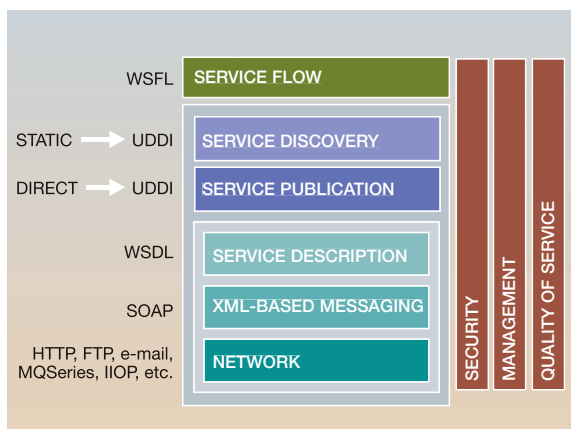 WSFL SERVICE FLOW
STATIC UDDI SERVICE DISCOVERY
DIRECT UDDI SERVICE PUBLICATION
WSDL SERVICE DESCRIPTION
SOAP XML-BASED MESSAGING
HTTP, FTP, e-mail,
MQSeries, IIOP, etc.
NETWORK
SECURITY
MANAGEMENT
QUALITY OF SERVICE